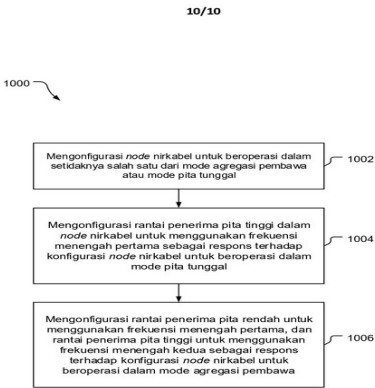 10/10
1000
Mengonfigurasi node nirkabel untuk beroperasi dalam
setidaknya salah satu dari mode agregasi pembawa
atau mode pita tunggal
1002
Mengonfigurasi rantai penerima pita tinggi dalam
node nirkabel untuk menggunakan frekuensi
menengah pertama sebagai respons terhadap
konfigurasi node nirkabel untuk beroperasi dalam
mode pita tunggal
1004
Mengonfigurasi rantai penerima pita rendah untuk
menggunakan frekuensi menengah pertama, dan
rantai penerima pita tinggi untuk menggunakan
frekuensi menengah kedua sebagai respons
terhadap konfigurasi node nirkabel untuk
beroperasi dalam mode agregasi pembawa
1006